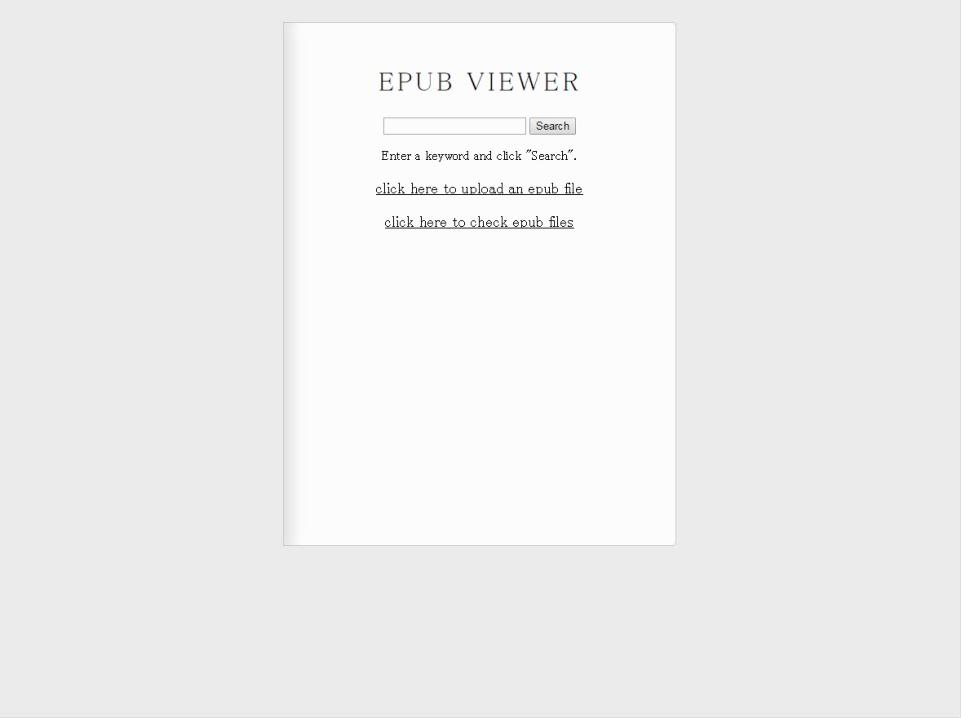 EPUB VIEWER
Search
Enter a keyword and click "Search".
click here to upload an epub file
click here to check epub files